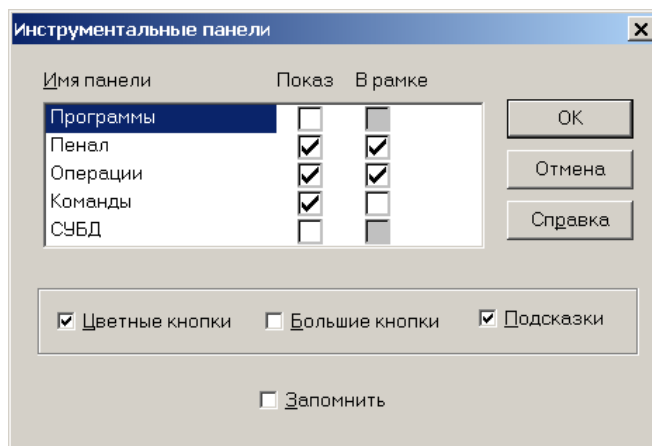 Инструментальные панели
Имя панели Показ В рамке
Программы
Пенал
Операции
Команды
СУБД
OK
Отмена
Справка
Цветные кнопки Большие кнопки Подсказки
Запомнить